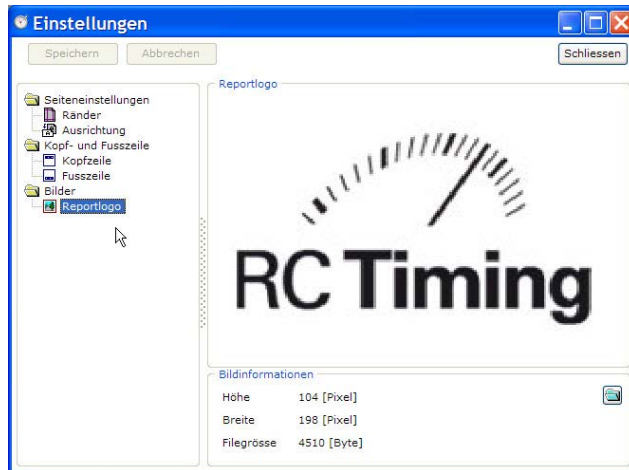 Einstellungen
Speichern Abbrechen Schliessen
Seiteneinstellungen
Ränder
Ausrichtung
Kopf- und Fusszeile
Kopfzeile
Fusszeile
Bilder
Reportlogo
Reportlogo
RC Timing
Bildinformationen
Höhe 104 [Pixel]
Breite 198 [Pixel]
Filegrösse 4510 [Byte]